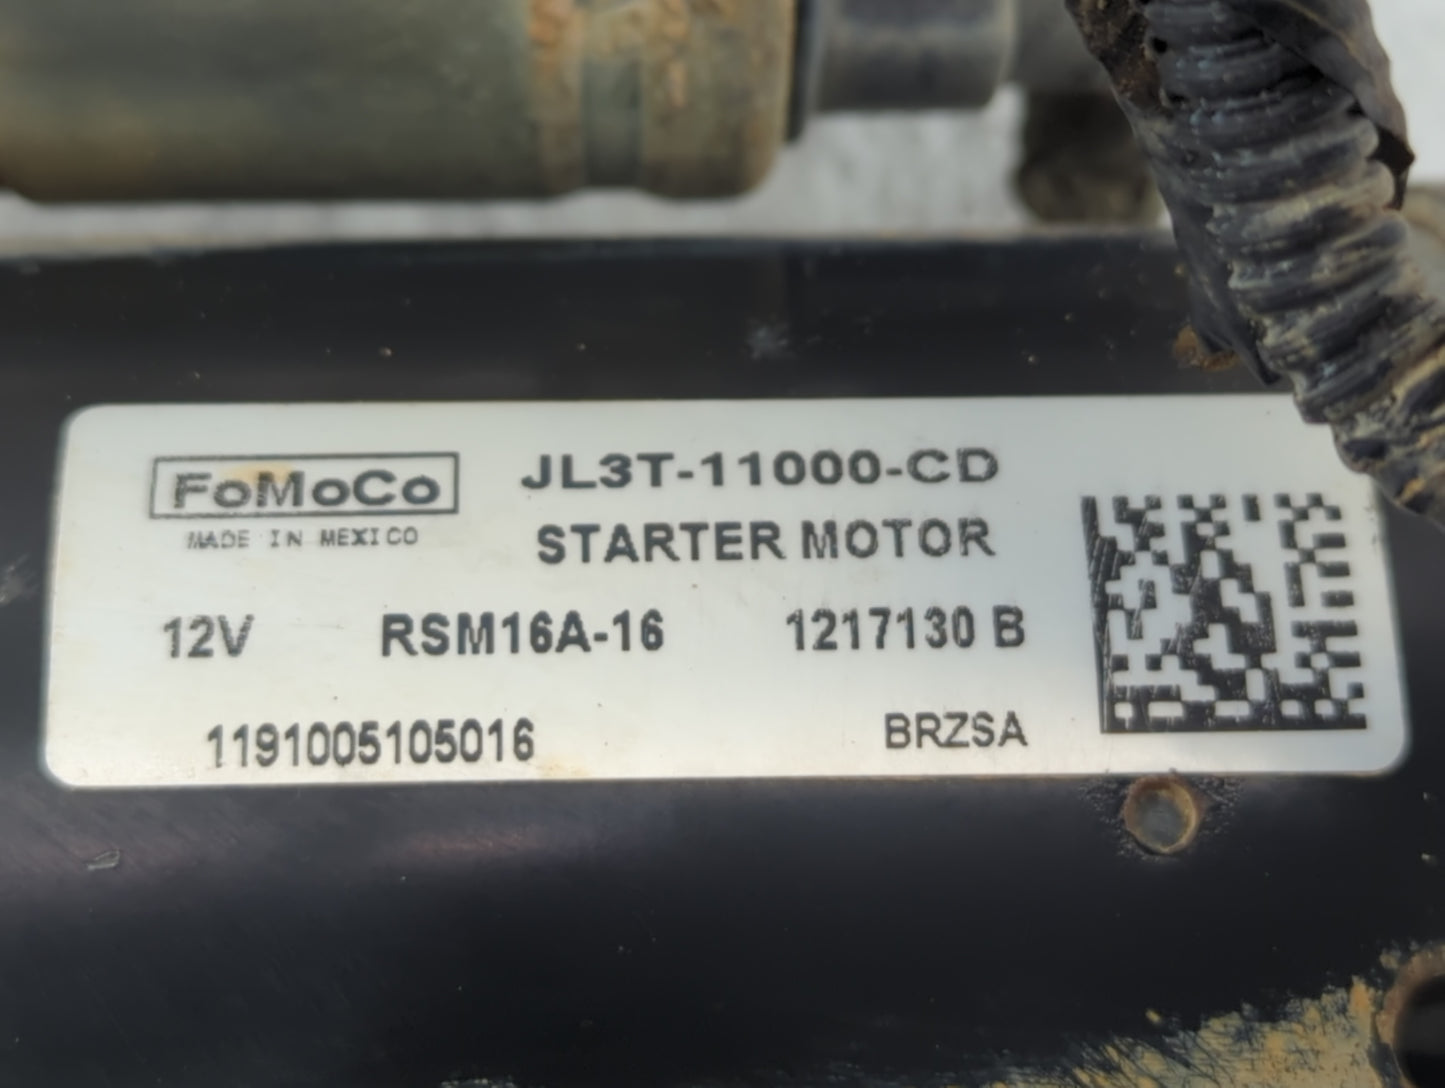 FoMoCo
MADE IN MEXICO
JL3T-11000-CD
STARTER MOTOR
12V RSM16A-16 1217130 B
1191005105016 BRZSA